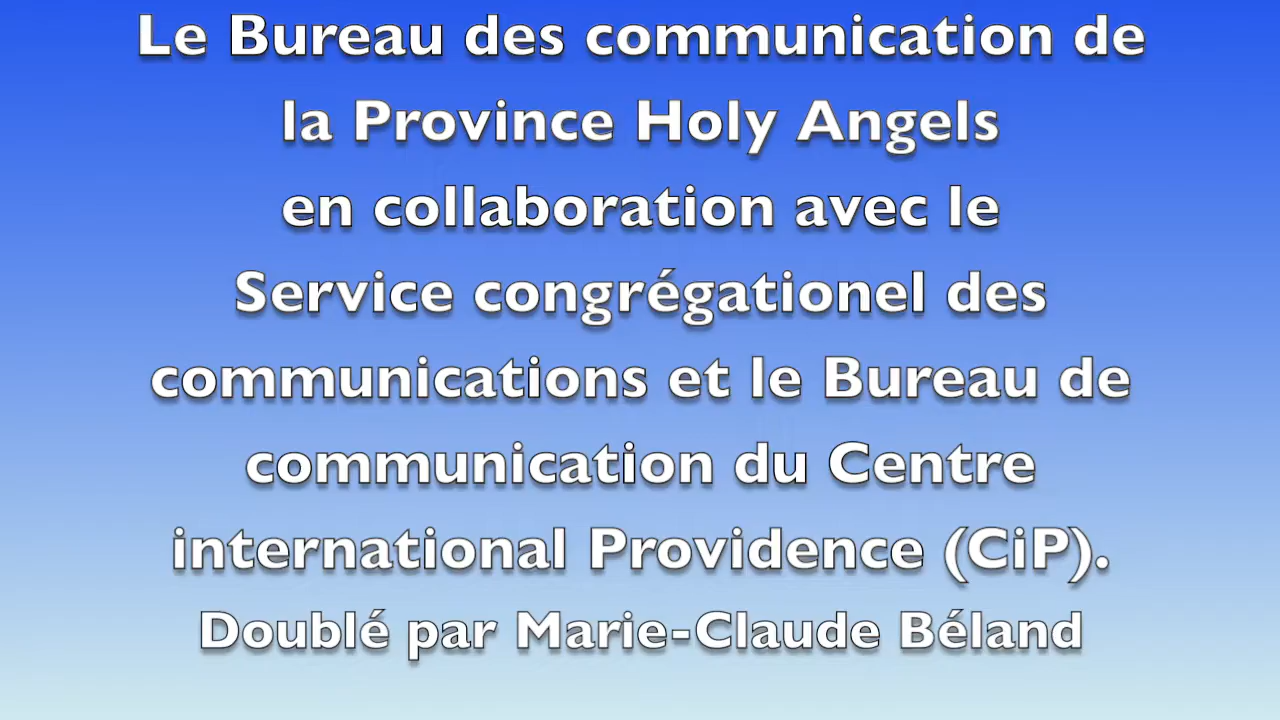 Le Bureau des communication de
la Province Holy Angels
en collaboration avec le
Service congrégationel des
communications et le Bureau de
communication du Centre
international Providence (CiP).
Doublé par Marie-Claude Béland